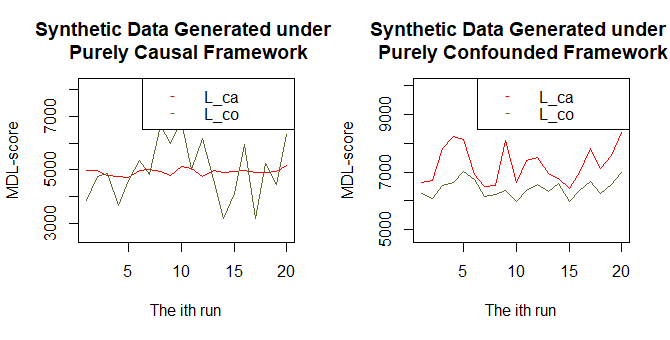 Synthetic Data Generated under
Purely Causal Framework
L_ca
L_co
MDL-score
3000
5000
7000
5
10
15
20
The ith run
Synthetic Data Generated under
Purely Confounded Framework
L_ca
L_co
MDL-score
5000
7000
9000
5
10
15
20
The ith run